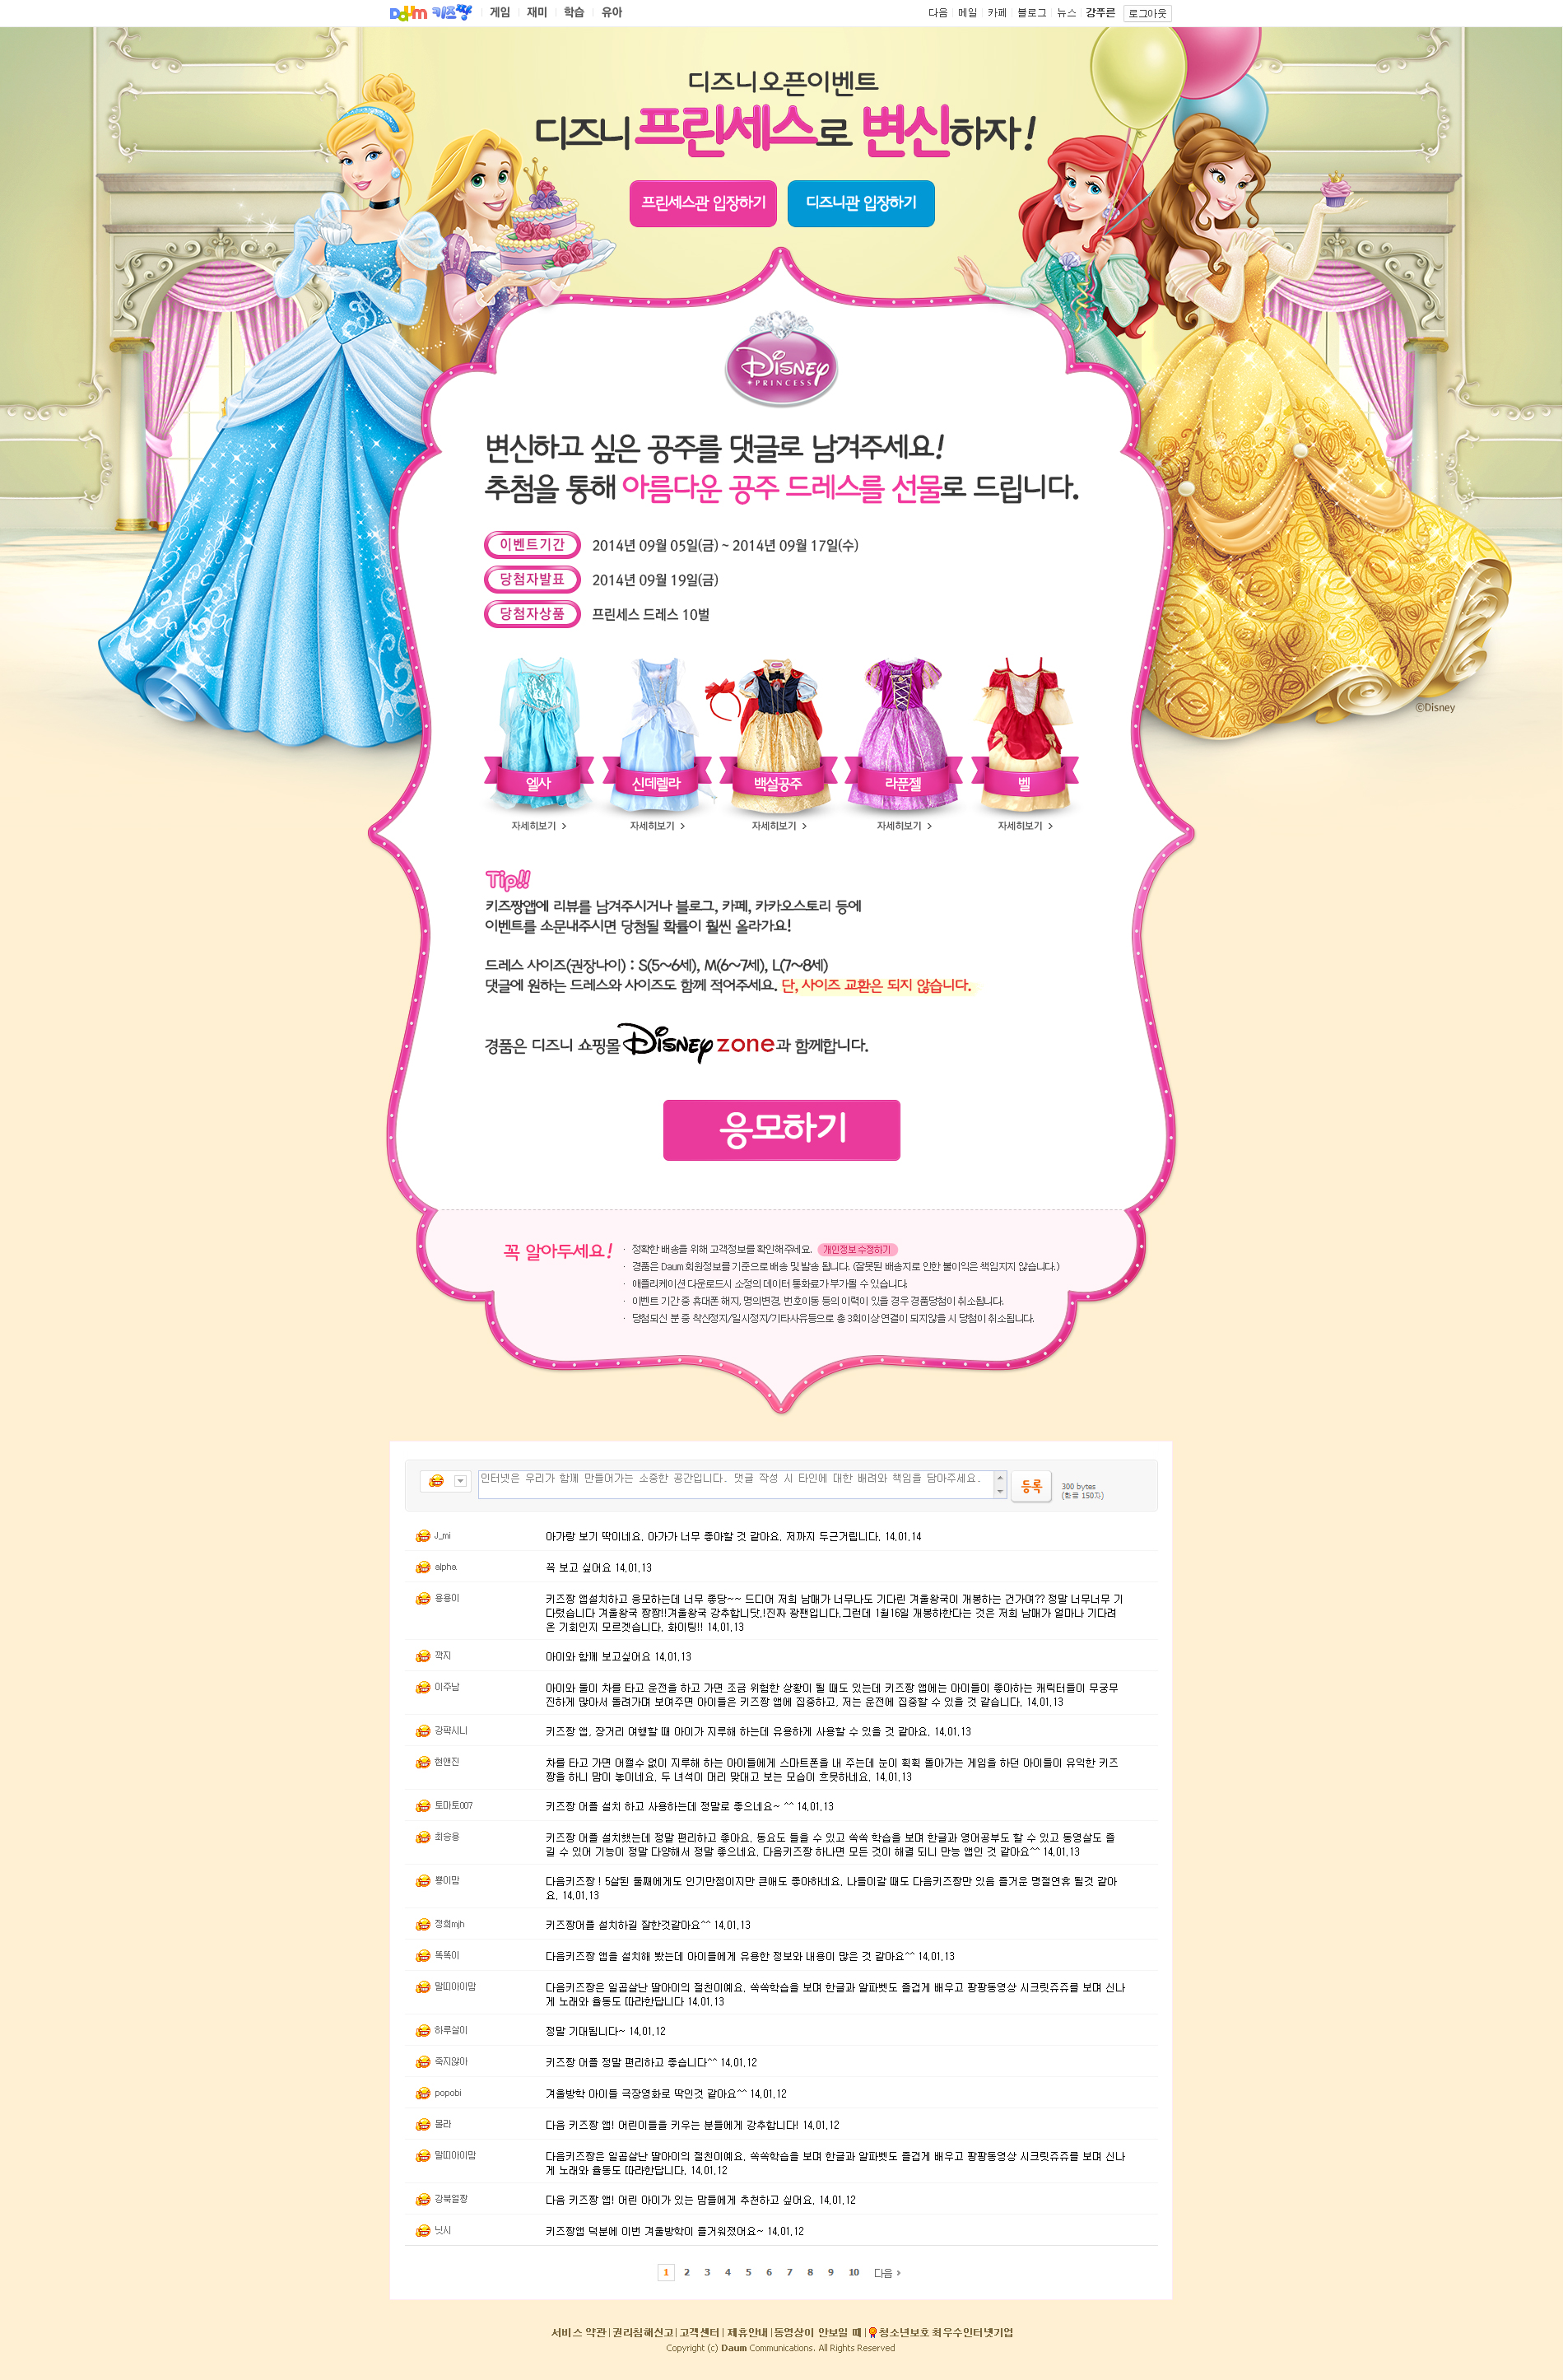 Daum 키즈짱 게임 재미 학습 유아
다음 메일 카페 블로그 뉴스 강푸른 로그아웃
디즈니 오픈이벤트
디즈니 프린세스로 변신하자!
프린세스관 입장하기 디즈니관 입장하기
Disney
PRINCESS
변신하고 싶은 공주를 댓글로 남겨주세요!
추첨을 통해 아름다운 공주 드레스를 선물로 드립니다.
이벤트기간 2014년 09월 05일(금) ~ 2014년 09월 17일(수)
당첨자발표 2014년 09월 19일(금)
당첨자상품 프린세스 드레스 10벌
©Disney
엘사 신데렐라 백설공주 라푼젤 벨
자세히보기 > 자세히보기 > 자세히보기 > 자세히보기 > 자세히보기 >
Tip!!
키즈짱앱에 리뷰를 남겨주시거나 블로그, 카페, 카카오스토리 등에
이벤트를 소문내주시면 당첨될 확률이 훨씬 올라가요!
드레스 사이즈(권장나이) : S(5~6세), M(6~7세), L(7~8세)
댓글에 원하는 드레스와 사이즈도 함께 적어주세요. 단, 사이즈 교환은 되지 않습니다.
경품은 디즈니 쇼핑몰 Disney zone과 함께합니다.
응모하기
꼭 알아두세요!
· 정확한 배송을 위해 고객정보를 확인해주세요. 개인정보 수정하기
· 경품은 Daum 회원정보를 기준으로 배송 및 발송 됩니다. (잘못된 배송지로 인한 불이익은 책임지지 않습니다.)
· 애플리케이션 다운로드시 소정의 데이터 통화료가 부가될 수 있습니다.
· 이벤트 기간 중 휴대폰 해지, 명의변경, 번호이동 등의 이력이 있을 경우 경품당첨이 취소됩니다.
· 당첨되신 분 중 착신정지/일시정지/기타사유등으로 총 3회이상 연결이 되지않을 시 당첨이 취소됩니다.
인터넷은 우리가 함께 만들어가는 소중한 공간입니다. 댓글 작성 시 타인에 대한 배려와 책임을 담아주세요.
등록
300 bytes
(한글 150자)
J_mi 아가랑 보기 딱이네요. 아가가 너무 좋아할 것 같아요. 저까지 두근거립니다. 14.01.14
alpha. 꼭 보고 싶어요 14.01.13
용용이 키즈짱 앱설치하고 응모하는데 너무 좋당~~ 드디어 저희 남매가 너무나도 기다린 겨울왕국이 개봉하는 건가여?? 정말 너무너무 기
다렸습니다 겨울왕국 짱짱!!겨울왕국 강추합니닷.!진짜 광팬입니다.그런데 1월16일 개봉하한다는 것은 저희 남매가 얼마나 기다려
온 기회인지 모르겟습니다. 화이팅!! 14.01.13
깍지 아이와 함께 보고싶어요 14.01.13
이주남 아이와 둘이 차를 타고 운전을 하고 가면 조금 위험한 상황이 될 때도 있는데 키즈짱 앱에는 아이들이 좋아하는 캐릭터들이 무궁무
진하게 많아서 돌려가며 보여주면 아이들은 키즈짱 앱에 집중하고, 저는 운전에 집중할 수 있을 것 같습니다. 14.01.13
강퍅시니 키즈짱 앱, 장거리 여행할 때 아이가 지루해 하는데 유용하게 사용할 수 있을 것 같아요. 14.01.13
현앤진 차를 타고 가면 어쩔수 없이 지루해 하는 아이들에게 스마트폰을 내 주는데 눈이 획획 돌아가는 게임을 하던 아이들이 유익한 키즈
짱을 하니 맘이 놓이네요. 두 녀석이 머리 맞대고 보는 모습이 흐뭇하네요. 14.01.13
토마토007 키즈짱 어플 설치 하고 사용하는데 정말로 좋으네요~ ^^ 14.01.13
최승용 키즈짱 어플 설치했는데 정말 편리하고 좋아요. 동요도 들을 수 있고 쏙쏙 학습을 보며 한글과 영어공부도 할 수 있고 동영상도 즐
길 수 있어 기능이 정말 다양해서 정말 좋으네요. 다음키즈짱 하나면 모든 것이 해결 되니 만능 앱인 것 같아요^^ 14.01.13
뿅이맘 다음키즈짱 ! 5살된 둘째에게도 인기만점이지만 큰애도 좋아하네요. 나들이갈 때도 다음키즈짱만 있음 즐거운 명절연휴 될것 같아
요. 14.01.13
정희mjh 키즈짱어플 설치하길 잘한것같아요^^ 14.01.13
똑똑이 다음키즈짱 앱을 설치해 봤는데 아이들에게 유용한 정보와 내용이 많은 것 같아요^^ 14.01.13
말띠아이맘 다음키즈짱은 일곱살난 딸아이의 절친이예요. 쏙쏙학습을 보며 한글과 알파벳도 즐겁게 배우고 팡팡동영상 시크릿쥬쥬를 보며 신나
게 노래와 율동도 따라한답니다 14.01.13
하루살이 정말 기대됩니다~ 14.01.12
죽지않아 키즈짱 어플 정말 편리하고 좋습니다^^ 14.01.12
popobi 겨울방학 아이들 극장영화로 딱인것 같아요^^ 14.01.12
몰라 다음 키즈짱 앱! 어린이들을 키우는 분들에게 강추합니다! 14.01.12
말띠아이맘 다음키즈짱은 일곱살난 딸아이의 절친이예요. 쏙쏙학습을 보며 한글과 알파벳도 즐겁게 배우고 팡팡동영상 시크릿쥬쥬를 보며 신나
게 노래와 율동도 따라한답니다. 14.01.12
강북얼짱 다음 키즈짱 앱! 어린 아이가 있는 맘들에게 추천하고 싶어요. 14.01.12
닛시 키즈짱앱 덕분에 이번 겨울방학이 즐거워졌어요~ 14.01.12
1 2 3 4 5 6 7 8 9 10 다음 >
서비스 약관 | 권리침해신고 | 고객센터 | 제휴안내 | 동영상이 안보일 때 | 청소년보호 최우수인터넷기업
Copyright (c) Daum Communications. All Rights Reserved